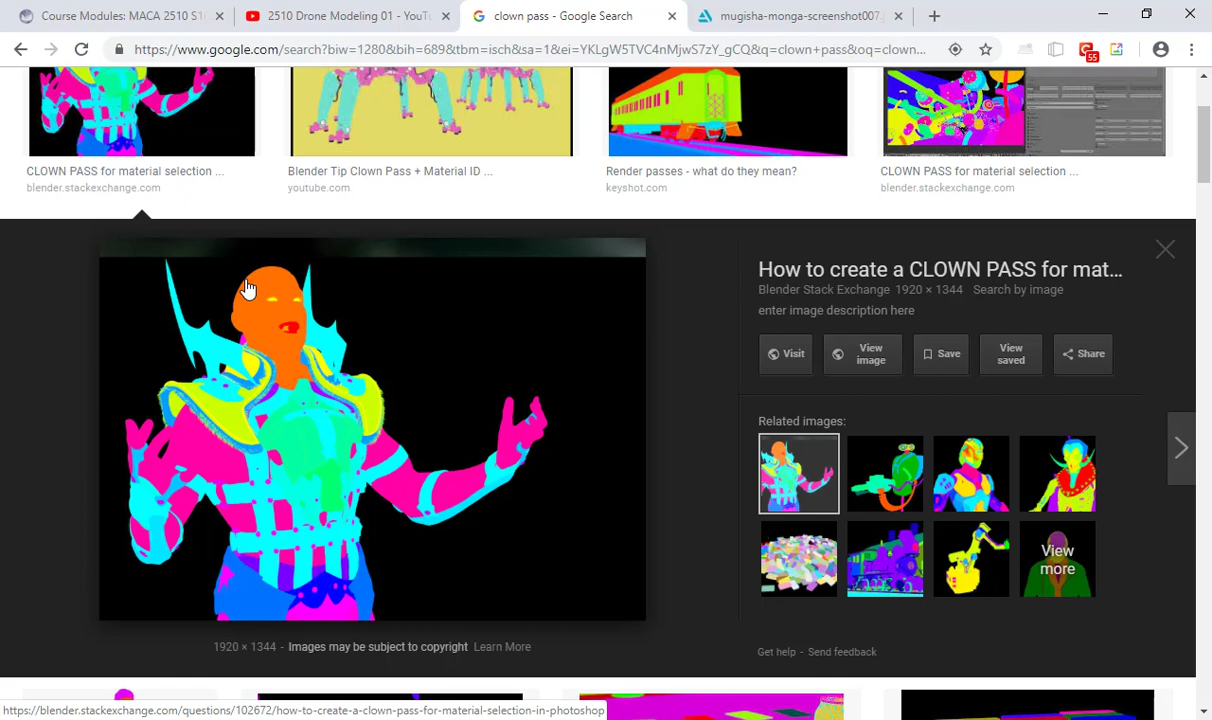 Course Modules: MACA 2510 S1
2510 Drone Modeling 01 - YouTu
clown pass - Google Search
mugisha-monga-screenshot007.j
https://www.google.com/search?biw=1280&bih=689&tbm=isch&sa=1&ei=YKLgW5TVC4nMjwS7zY_gCQ&q=clown+pass&oq=clown...
55
CLOWN PASS for material selection ...
blender.stackexchange.com
Blender Tip Clown Pass + Material ID ...
youtube.com
Render passes - what do they mean?
keyshot.com
CLOWN PASS for material selection ...
blender.stackexchange.com
How to create a CLOWN PASS for mat...
Blender Stack Exchange 1920 × 1344 Search by image
enter image description here
Visit
View image
Save
View saved
Share
Related images:
View more
1920 × 1344 - Images may be subject to copyright Learn More
Get help - Send feedback
https://blender.stackexchange.com/questions/102672/how-to-create-a-clown-pass-for-material-selection-in-photoshop